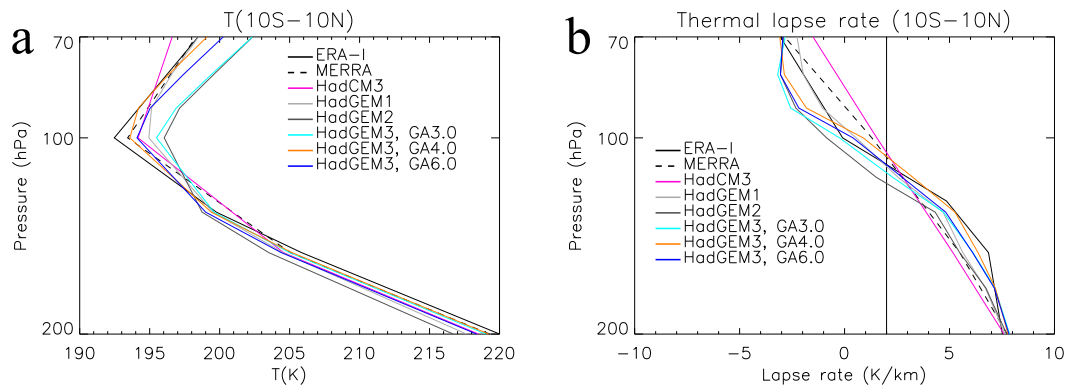 a
T(10S−10N)
70
100
200
Pressure (hPa)
190 195 200 205 210 215 220
T(K)
ERA−I
MERRA
HadCM3
HadGEM1
HadGEM2
HadGEM3, GA3.0
HadGEM3, GA4.0
HadGEM3, GA6.0
b
Thermal lapse rate (10S−10N)
70
100
200
Pressure (hPa)
−10 −5 0 5 10
Lapse rate (K/km)
ERA−I
MERRA
HadCM3
HadGEM1
HadGEM2
HadGEM3, GA3.0
HadGEM3, GA4.0
HadGEM3, GA6.0